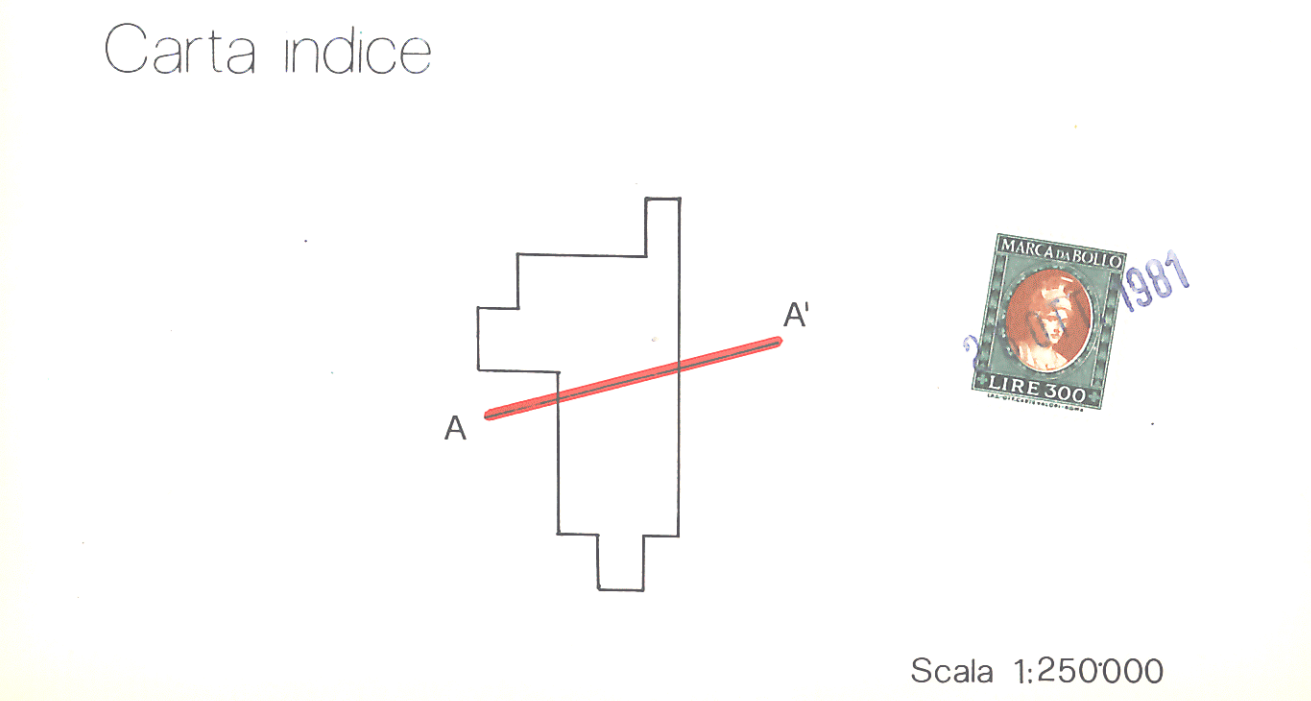 Carta indice
MARCA DA BOLLO
1981
A'
LIRE 300
A
Scala 1:250'000